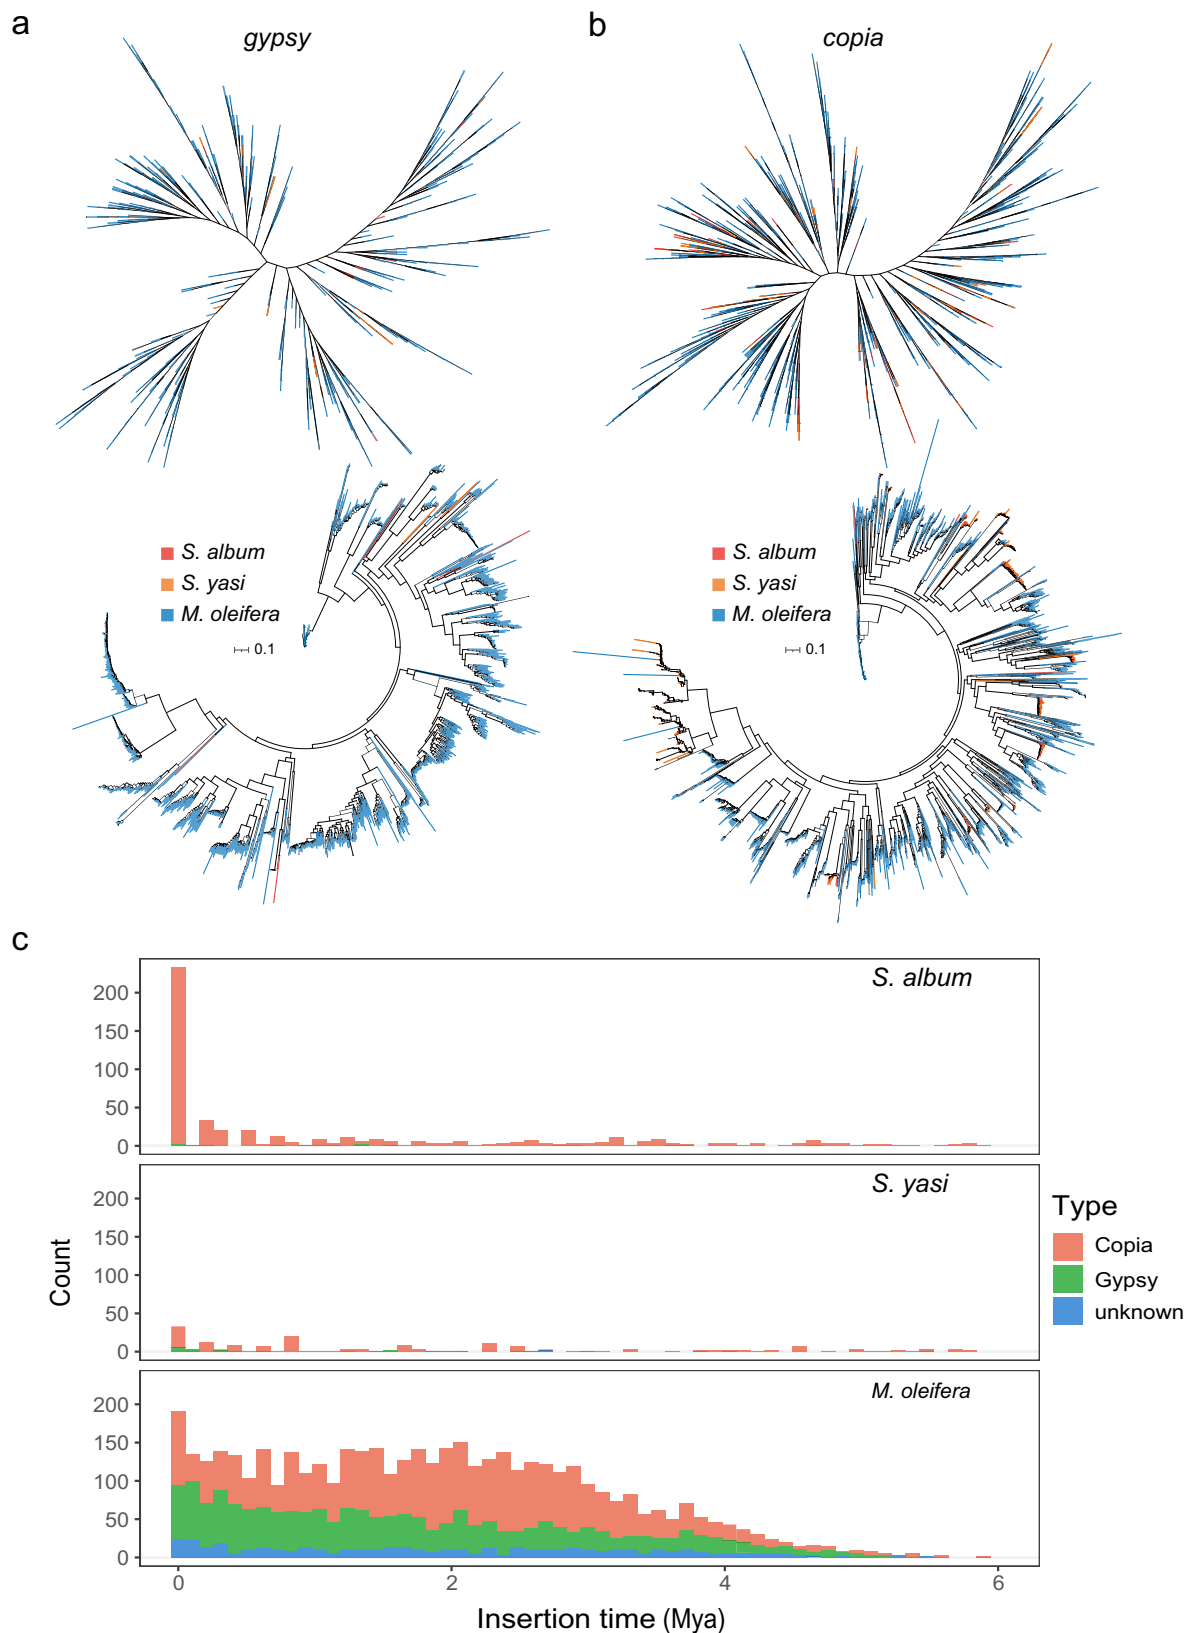 a
gypsy
b
copia
S. album
S. yasi
M. oleifera
0.1
S. album
S. yasi
M. oleifera
0.1
c
S. album
200
150
100
50
0
S. yasi
200
150
100
50
0
M. oleifera
200
150
100
50
0
Count
0 2 4 6
Insertion time (Mya)
Type
Copia
Gypsy
unknown